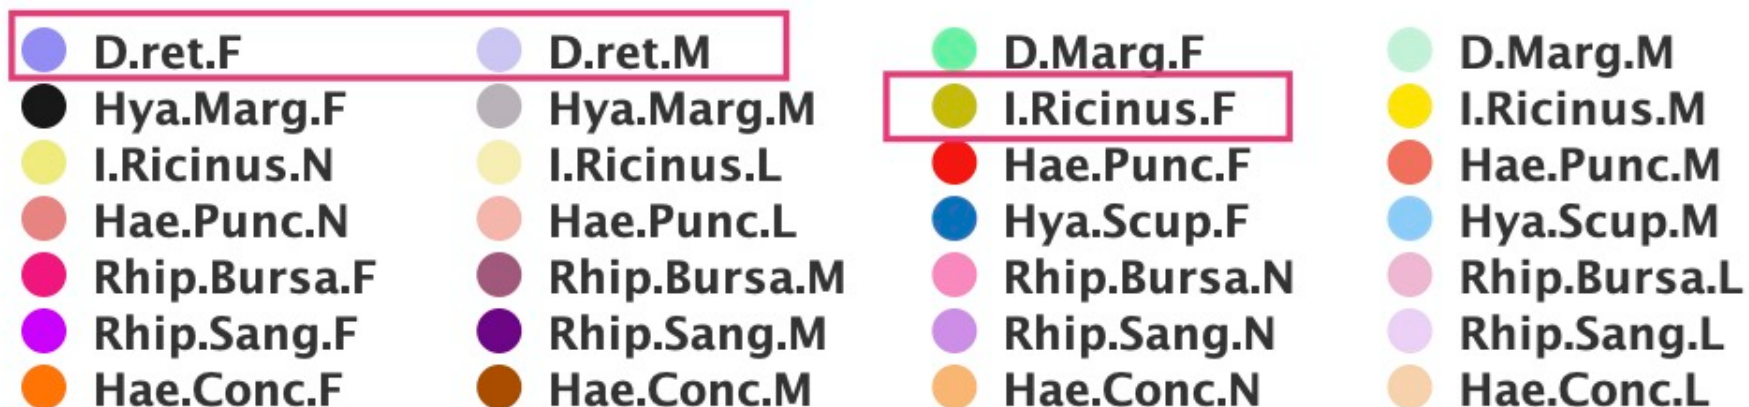 D.ret.F D.ret.M D.Marg.F D.Marg.M
Hya.Marg.F Hya.Marg.M I.Ricinus.F I.Ricinus.M
I.Ricinus.N I.Ricinus.L Hae.Punc.F Hae.Punc.M
Hae.Punc.N Hae.Punc.L Hya.Scup.F Hya.Scup.M
Rhip.Bursa.F Rhip.Bursa.M Rhip.Bursa.N Rhip.Bursa.L
Rhip.Sang.F Rhip.Sang.M Rhip.Sang.N Rhip.Sang.L
Hae.Conc.F Hae.Conc.M Hae.Conc.N Hae.Conc.L